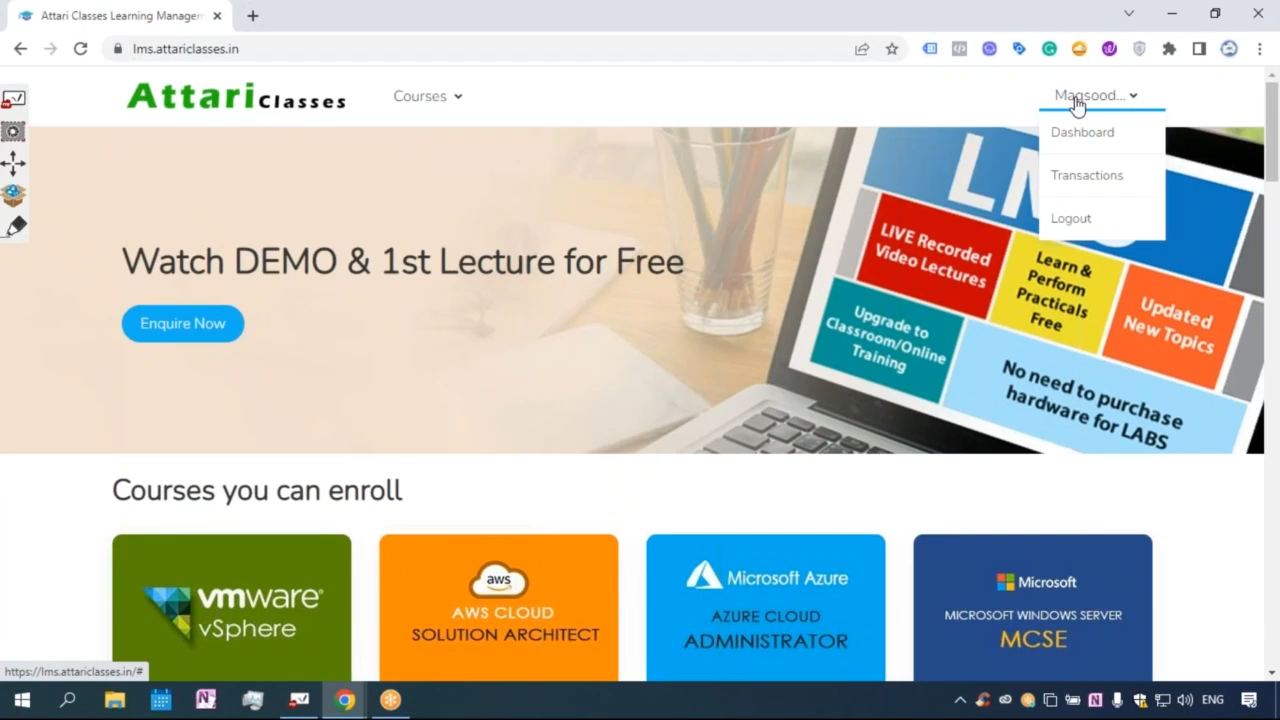 Attari Classes Learning Managem
lms.attariclasses.in
Attari Classes
Courses
Maqsood...
Dashboard
Transactions
Logout
Watch DEMO & 1st Lecture for Free
Enquire Now
LIVE Recorded
Video Lectures
Learn &
Perform
Practicals
Free
Updated
New Topics
Upgrade to
Classroom/Online
Training
No need to purchase
hardware for LABS
Courses you can enroll
vmware
vSphere
aws
AWS CLOUD
SOLUTION ARCHITECT
Microsoft Azure
AZURE CLOUD
ADMINISTRATOR
Microsoft
MICROSOFT WINDOWS SERVER
MCSE
https://lms.attariclasses.in/#
ENG